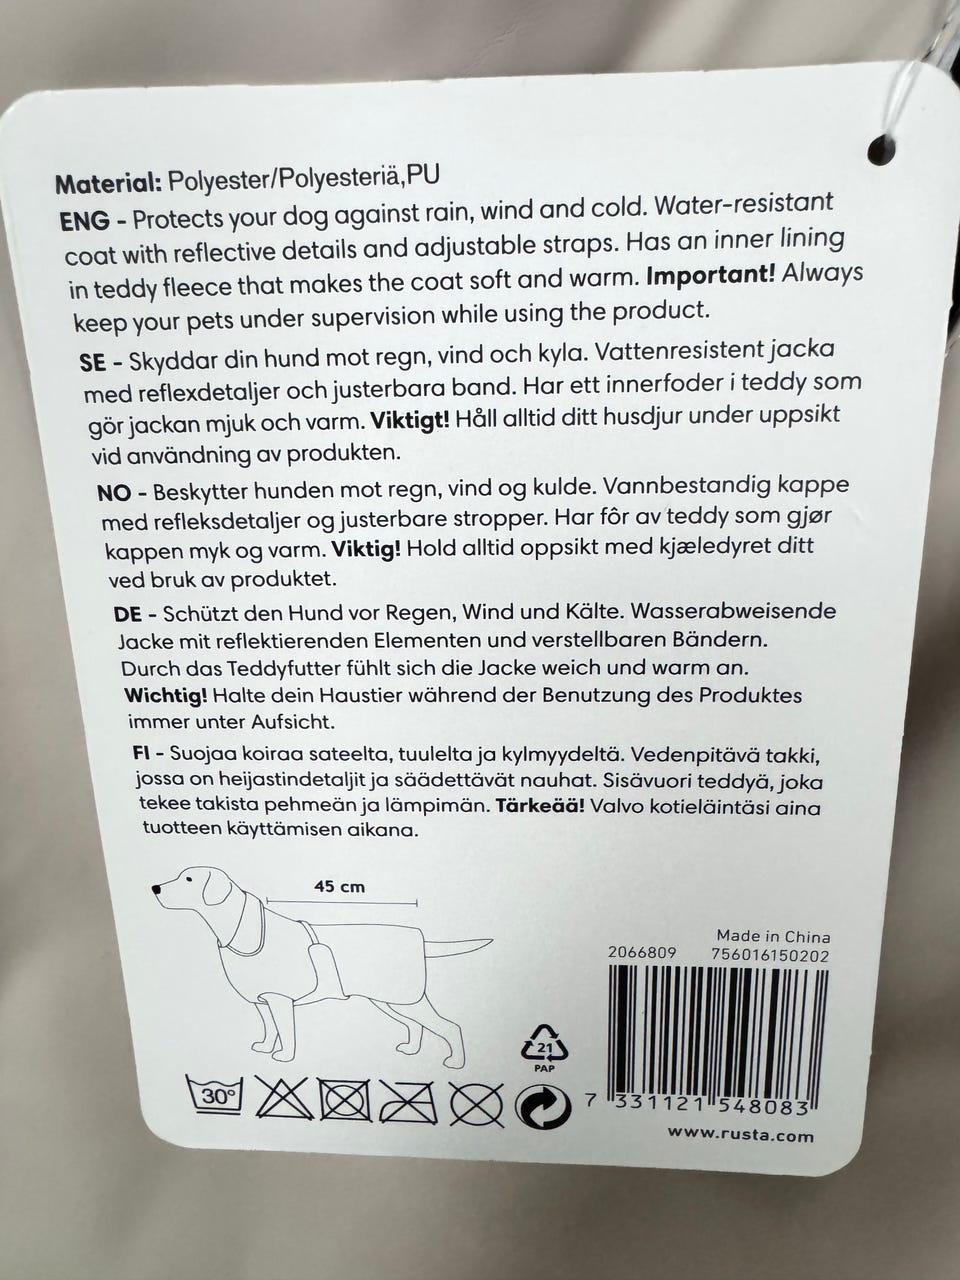 Material: Polyester/Polyesteriä,PU
ENG - Protects your dog against rain, wind and cold. Water-resistant
coat with reflective details and adjustable straps. Has an inner lining
in teddy fleece that makes the coat soft and warm. Important! Always
keep your pets under supervision while using the product.
SE - Skyddar din hund mot regn, vind och kyla. Vattenresistent jacka
med reflexdetaljer och justerbara band. Har ett innerfoder i teddy som
gör jackan mjuk och varm. Viktigt! Håll alltid ditt husdjur under uppsikt
vid användning av produkten.
NO - Beskytter hunden mot regn, vind og kulde. Vannbestandig kappe
med refleksdetaljer og justerbare stropper. Har fôr av teddy som gjør
kappen myk og varm. Viktig! Hold alltid oppsikt med kjæledyret ditt
ved bruk av produktet.
DE - Schützt den Hund vor Regen, Wind und Kälte. Wasserabweisende
Jacke mit reflektierenden Elementen und verstellbaren Bändern.
Durch das Teddyfutter fühlt sich die Jacke weich und warm an.
Wichtig! Halte dein Haustier während der Benutzung des Produktes
immer unter Aufsicht.
FI - Suojaa koiraa sateelta, tuulelta ja kylmyydeltä. Vedenpitävä takki,
jossa on heijastindetaljit ja säädettävät nauhat. Sisävuori teddyä, joka
tekee takista pehmeän ja lämpimän. Tärkeää! Valvo kotieläintäsi aina
tuotteen käyttämisen aikana.
45 cm
Made in China
2066809 756016150202
21
PAP
30°
7 331121 548083
www.rusta.com